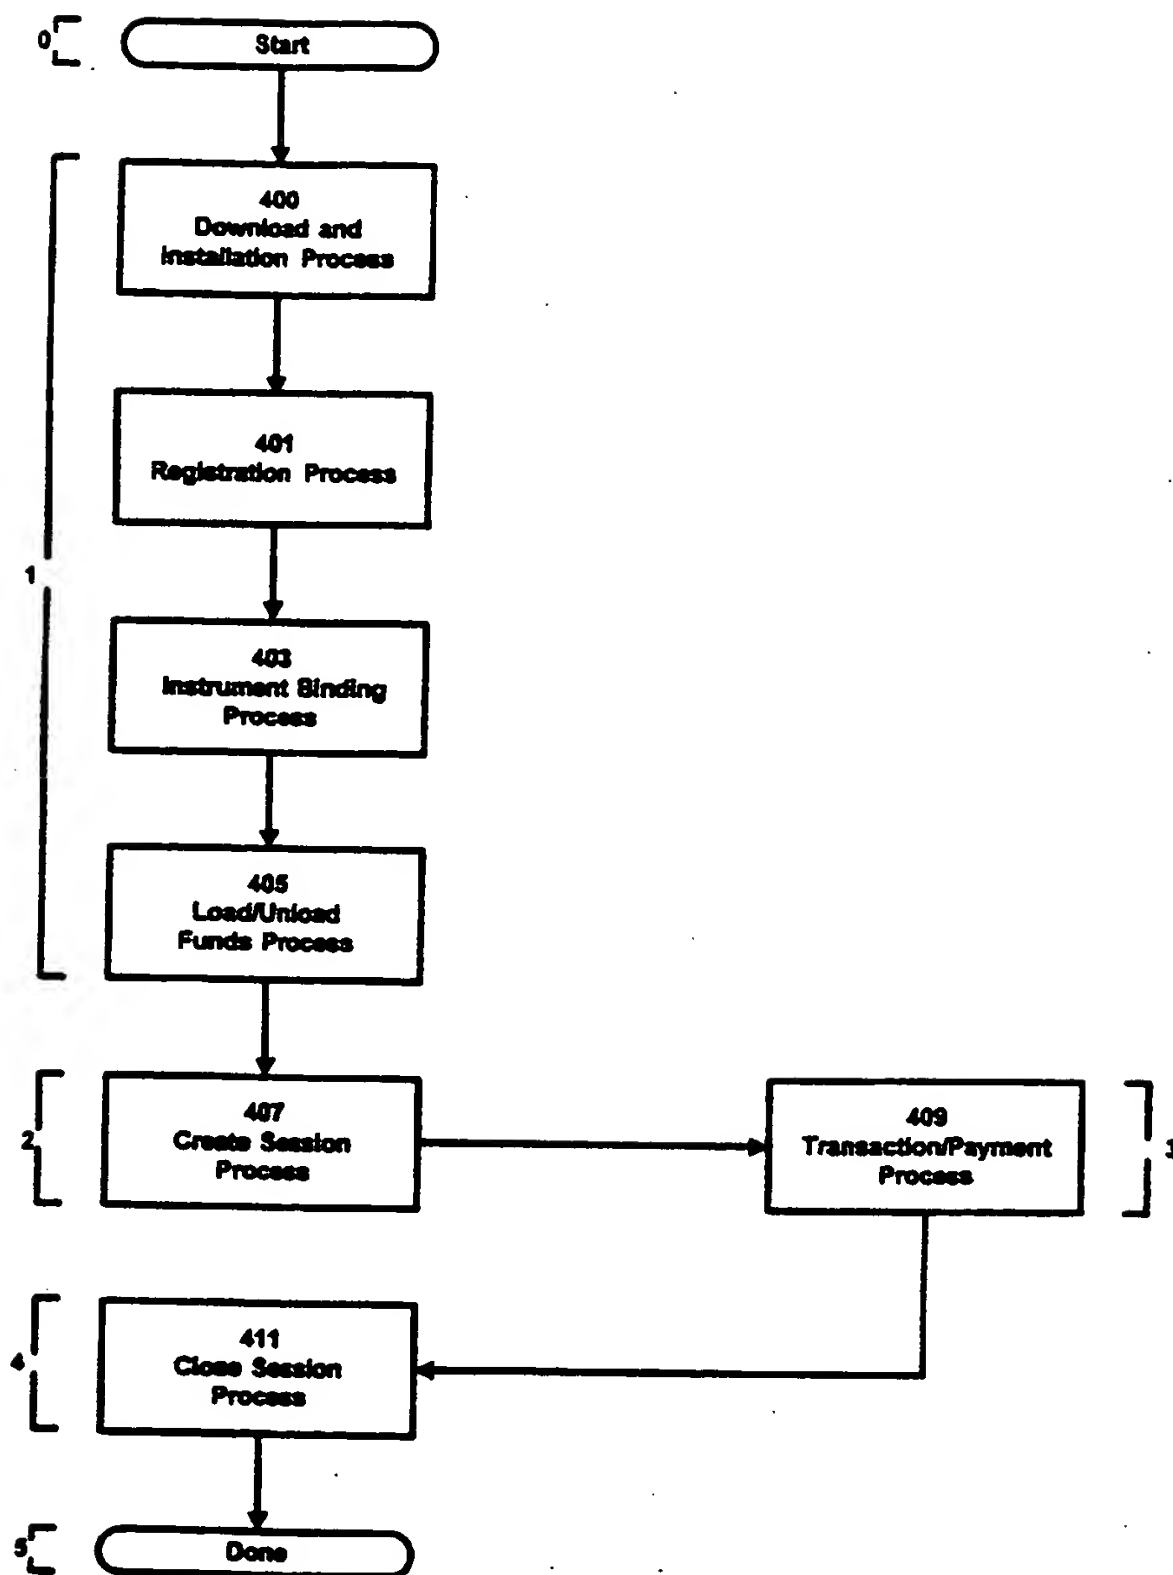 0
Start
400
Download and
Installation Process
401
Registration Process
1
403
Instrument Binding
Process
405
Load/Unload
Funds Process
2
407
Create Session
Process
409
Transaction/Payment
Process
3
4
411
Close Session
Process
5
Done